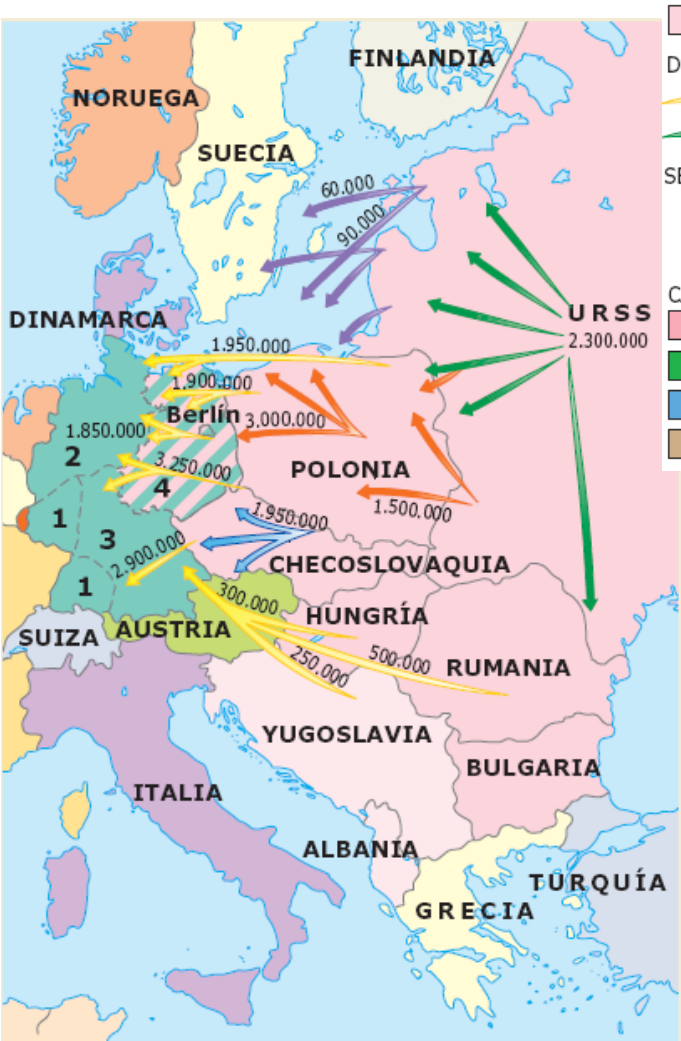 FINLANDIA
D
NORUEGA
SUECIA
SE
60.000
90.000
C
URSS
2.300.000
DINAMARCA
1.950.000
1.900.000
Berlín
3.000.000
1.850.000
2
3.250.000
POLONIA
4
1.500.000
1
1.950.000
3
2.900.000
CHECOSLOVAQUIA
1
300.000
HUNGRÍA
SUIZA
AUSTRIA
500.000
250.000
RUMANIA
YUGOSLAVIA
BULGARIA
ITALIA
ALBANIA
TURQUÍA
GRECIA